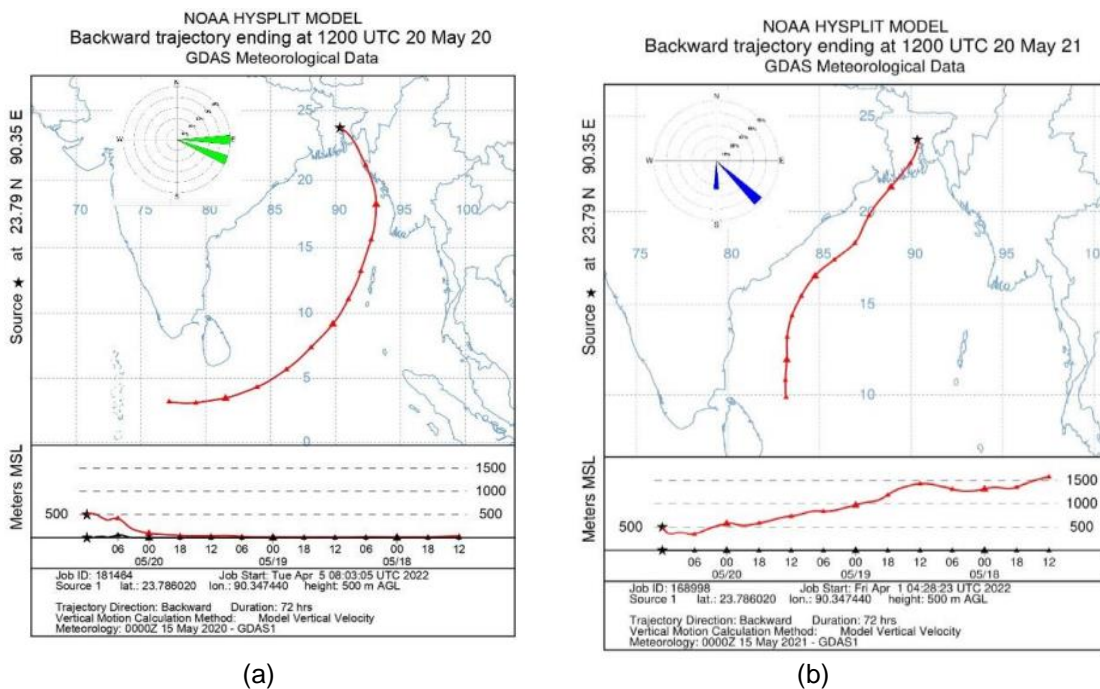 NOAA HYSPLIT MODEL
Backward trajectory ending at 1200 UTC 20 May 20
GDAS Meteorological Data
Source ★ at 23.79 N 90.35 E
N
W
E
S
25
20
15
10
5
0
70
75
80
85
90
95
100
Meters MSL
1500
1000
500
500
06 00 18 12 06 00 18 12 06 00 18 12
05/20 05/19 05/18
Job ID: 181464 Job Start: Tue Apr 5 08:03:05 UTC 2022
Source 1 lat.: 23.786020 lon.: 90.347440 height: 500 m AGL
Trajectory Direction: Backward Duration: 72 hrs
Vertical Motion Calculation Method: Model Vertical Velocity
Meteorology: 0000Z 15 May 2020 - GDAS1
(a)
NOAA HYSPLIT MODEL
Backward trajectory ending at 1200 UTC 20 May 21
GDAS Meteorological Data
Source ★ at 23.79 N 90.35 E
N
W
E
S
25
20
15
10
75
80
85
90
95
Meters MSL
1500
1000
500
500
06 00 18 12 06 00 18 12 06 00 18 12
05/20 05/19 05/18
Job ID: 168998 Job Start: Fri Apr 1 04:28:23 UTC 2022
Source 1 lat.: 23.786020 lon.: 90.347440 height: 500 m AGL
Trajectory Direction: Backward Duration: 72 hrs
Vertical Motion Calculation Method: Model Vertical Velocity
Meteorology: 0000Z 15 May 2021 - GDAS1
(b)